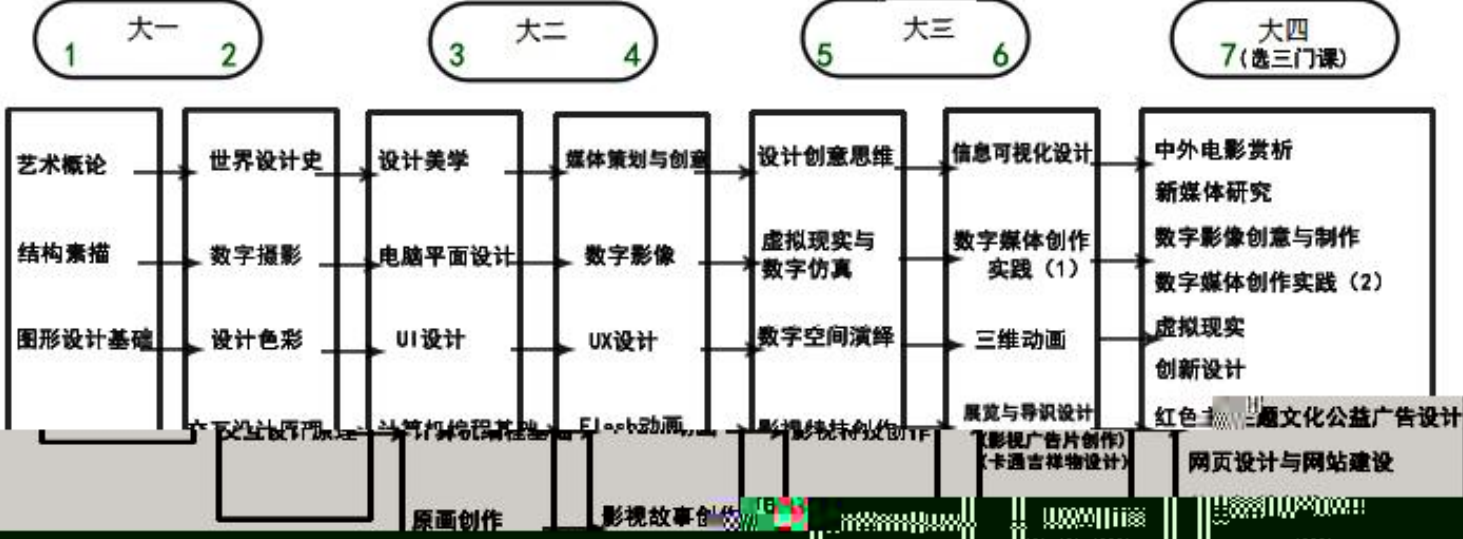 大一
1 2
大二
3 4
大三
5 6
大四
7(选三门课)
艺术概论
结构素描
图形设计基础
世界设计史
数字摄影
设计色彩
设计美学
电脑平面设计
UI设计
原画创作
媒体策划与创意
数字影像
UX设计
影视故事创作
设计创意思维
虚拟现实与
数字仿真
数字空间演绎
信息可视化设计
数字媒体创作
实践（1）
三维动画
展览与导识设计
(影视广告片创作)
(卡通吉祥物设计)
中外电影赏析
新媒体研究
数字影像创意与制作
数字媒体创作实践（2）
虚拟现实
创新设计
红色
题文化公益广告设计
网页设计与网站建设